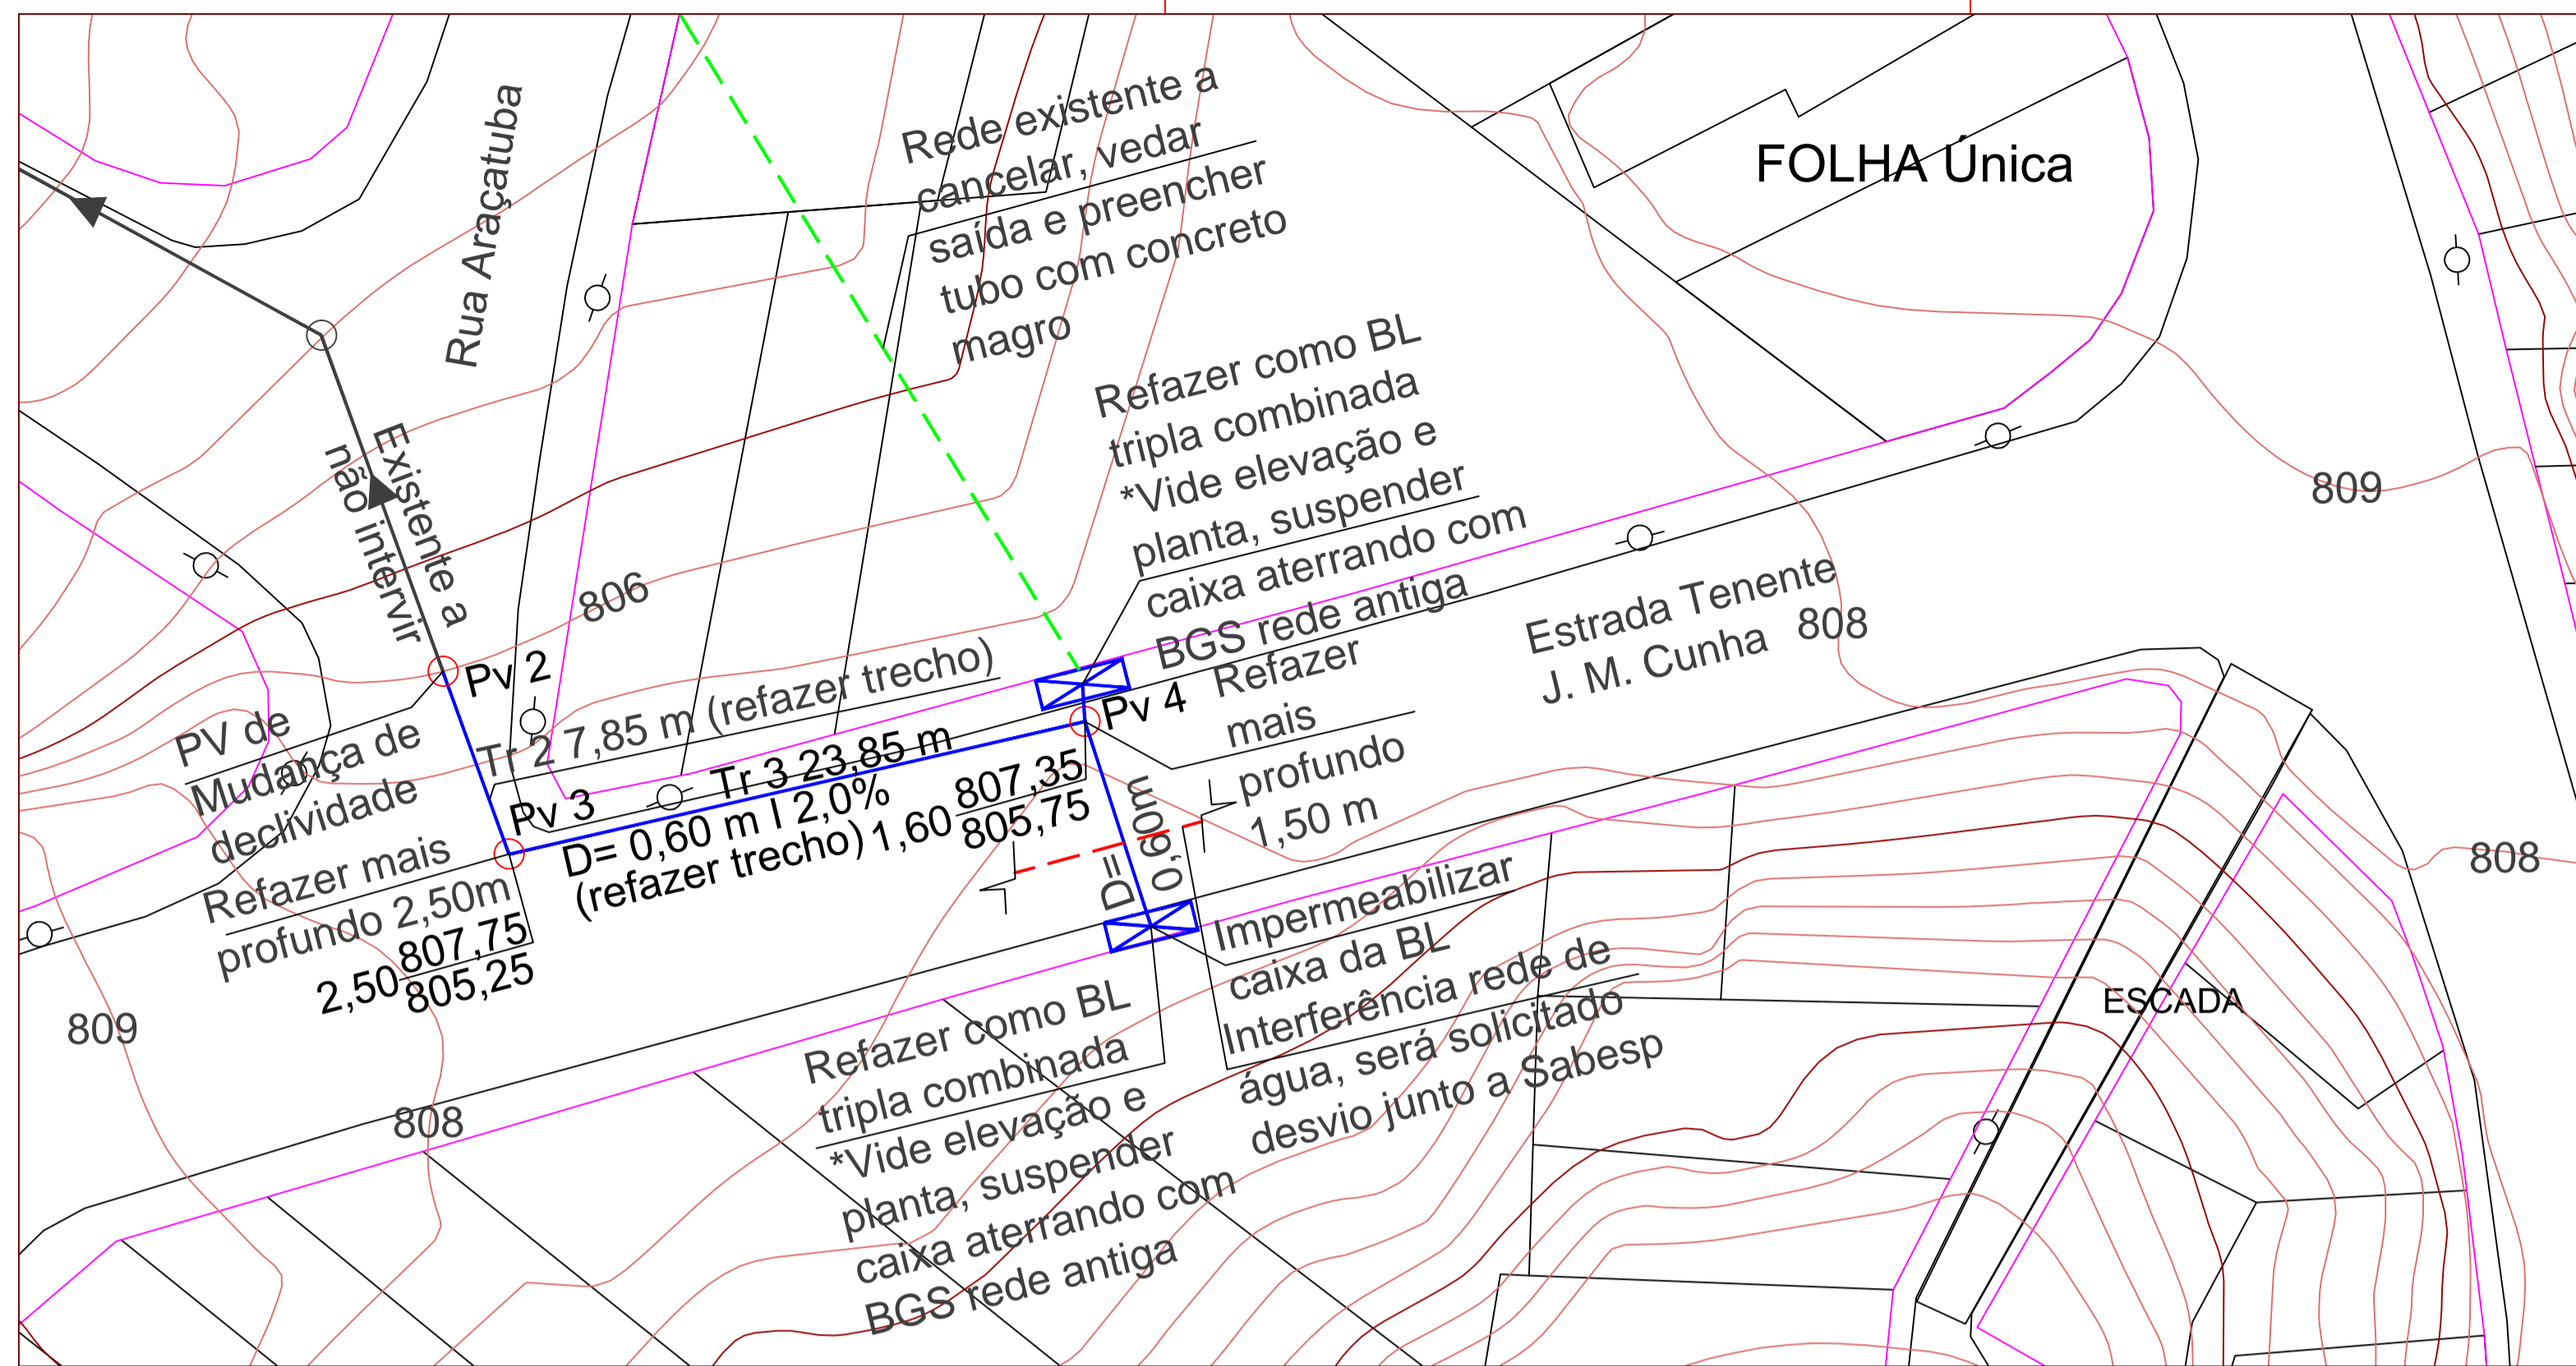 Rua Araçatuba
Rede existente a
cancelar, vedar
saída e preencher
tubo com concreto
magro
FOLHA Única
Refazer como BL
tripla combinada
*Vide elevação e
planta, suspender
caixa aterrando com
BGS rede antiga
Existente a
não intervir
806
809
Estrada Tenente
J. M. Cunha
808
Pv 2
Tr 2 7,85 m (refazer trecho)
Pv 4
Refazer
mais
profundo
1,50 m
PV de
Mudança de
declividade
Pv 3
Tr 3 23,85 m
D= 0,60 m I 2,0%
(refazer trecho)
1,60
807,35
805,75
D=
0,60m
Refazer mais
profundo 2,50m
2,50
807,75
805,25
Impermeabilizar
caixa da BL
Interferência rede de
água, será solicitado
desvio junto a Sabesp
808
ESCADA
809
808
Refazer como BL
tripla combinada
*Vide elevação e
planta, suspender
caixa aterrando com
BGS rede antiga